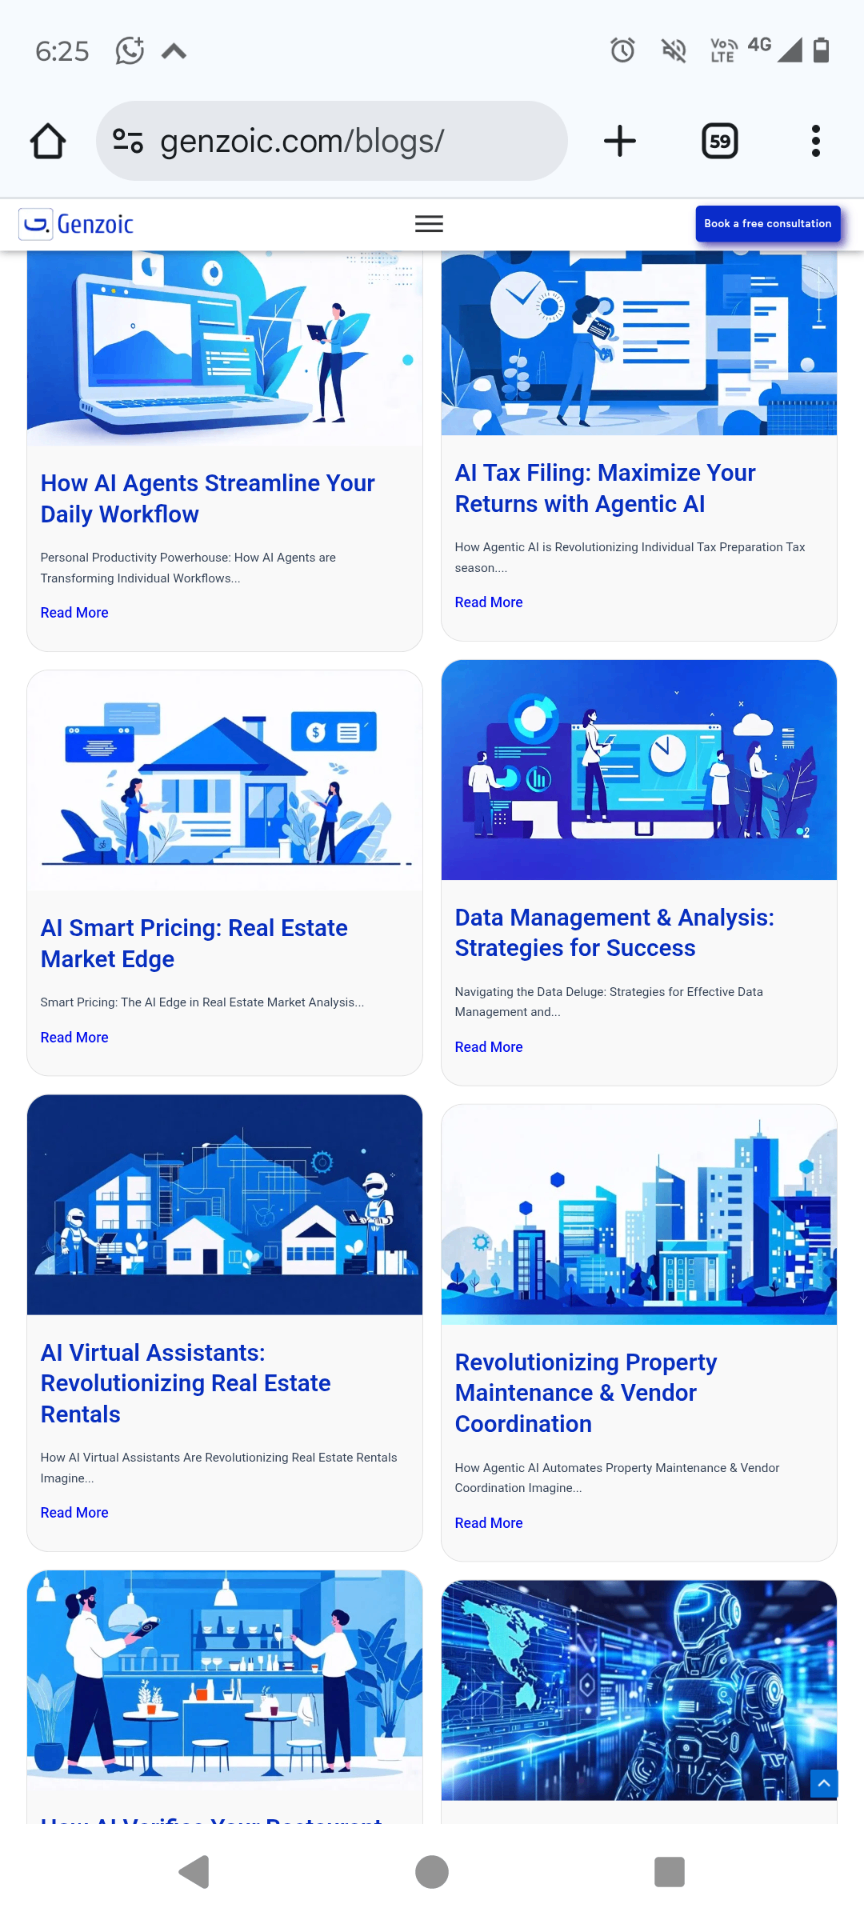 6:25
Vo
LTE
4G
genzoic.com/blogs/
59
Genzoic
Book a free consultation
How AI Agents Streamline Your
Daily Workflow
Personal Productivity Powerhouse: How AI Agents are
Transforming Individual Workflows...
Read More
AI Tax Filing: Maximize Your
Returns with Agentic AI
How Agentic AI is Revolutionizing Individual Tax Preparation Tax
season....
Read More
AI Smart Pricing: Real Estate
Market Edge
Smart Pricing: The AI Edge in Real Estate Market Analysis...
Read More
Data Management & Analysis:
Strategies for Success
Navigating the Data Deluge: Strategies for Effective Data
Management and...
Read More
AI Virtual Assistants:
Revolutionizing Real Estate
Rentals
How AI Virtual Assistants Are Revolutionizing Real Estate Rentals
Imagine...
Read More
Revolutionizing Property
Maintenance & Vendor
Coordination
How Agentic AI Automates Property Maintenance & Vendor
Coordination Imagine...
Read More
How AI Verifies Your Restaurant